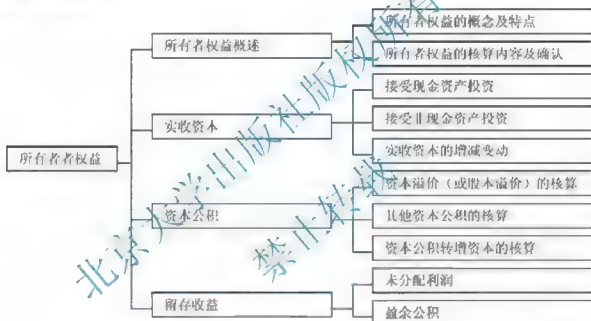 所有者权益的概念及特点
所有者权益概述
所有者权益的核算内容及确认
接受现金资产投资
实收资本
接受非现金资产投资
实收资本的增减变动
所有者者权益
资本溢价（或股本溢价）的核算
资本公积
其他资本公积的核算
资本公积转增资本的核算
未分配利润
留存收益
盈余公积
北京大学出版社版权所有
禁止转载